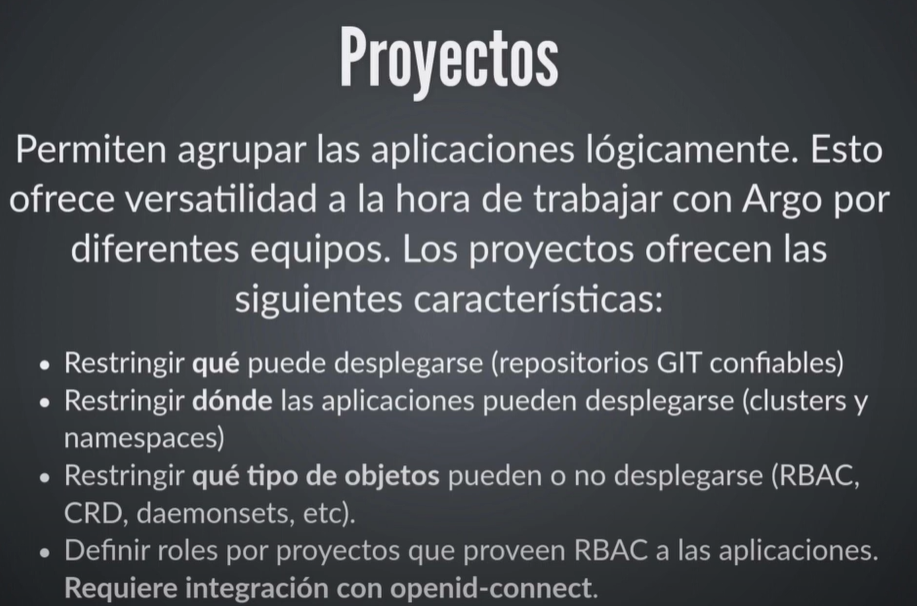 Proyectos
Permiten agrupar las aplicaciones lógicamente. Esto
ofrece versatilidad a la hora de trabajar con Argo por
diferentes equipos. Los proyectos ofrecen las
siguientes características:
• Restringir qué puede desplegarse (repositorios GIT confiables)
• Restringir dónde las aplicaciones pueden desplegarse (clusters y
namespaces)
• Restringir qué tipo de objetos pueden o no desplegarse (RBAC,
CRD, daemonsets, etc).
• Definir roles por proyectos que proveen RBAC a las aplicaciones.
Requiere integración con openid-connect.